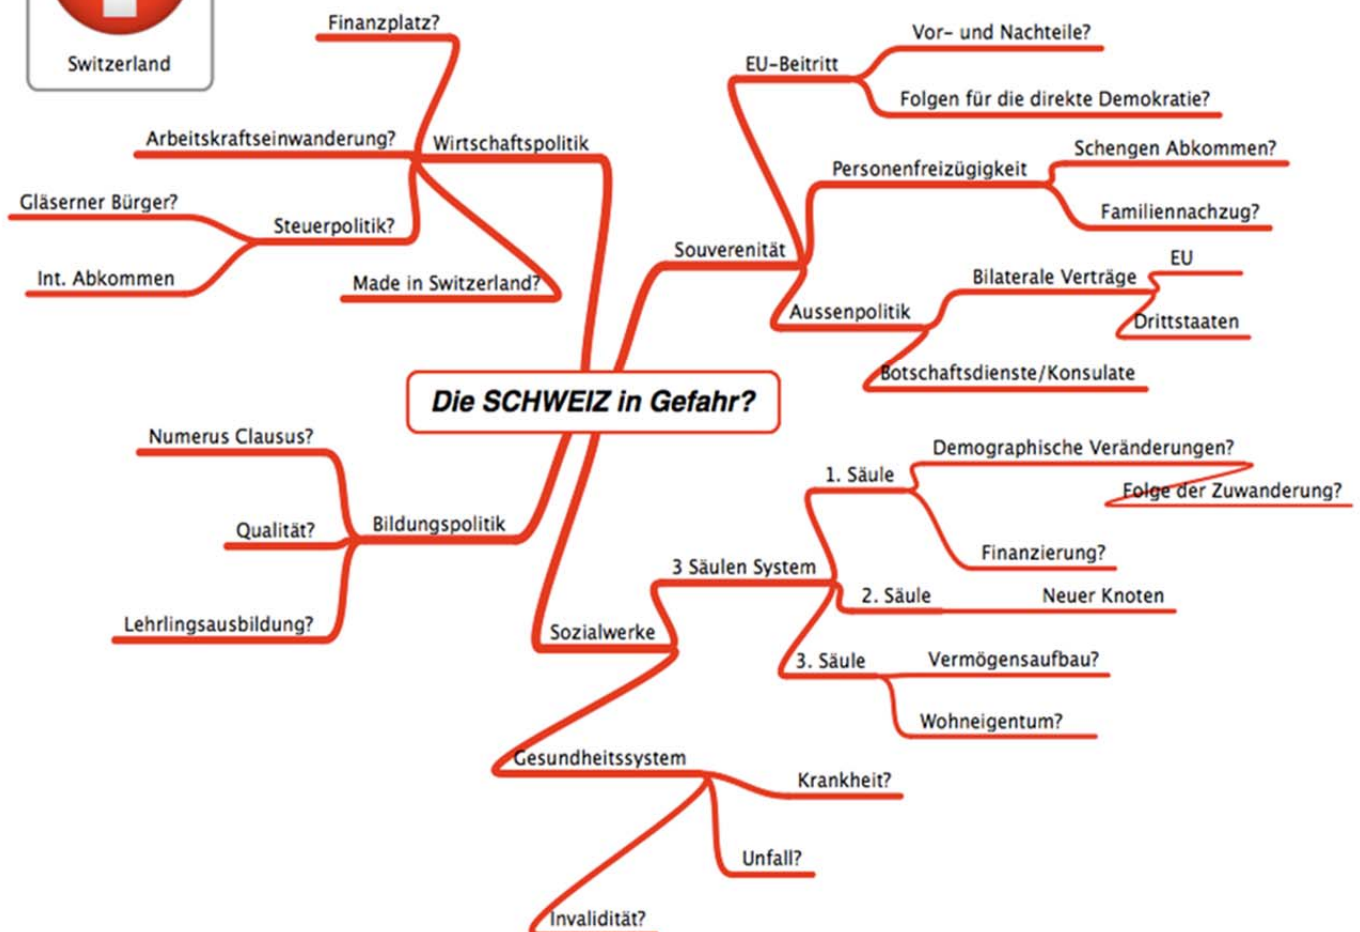 Switzerland
Finanzplatz?
Arbeitskraftseinwanderung?
Wirtschaftspolitik
Gläserner Bürger?
Steuerpolitik?
Int. Abkommen
Made in Switzerland?
Vor- und Nachteile?
EU-Beitritt
Folgen für die direkte Demokratie?
Schengen Abkommen?
Personenfreizügigkeit
Familiennachzug?
Souverenität
EU
Bilaterale Verträge
Aussenpolitik
Drittstaaten
Botschaftsdienste/Konsulate
Die SCHWEIZ in Gefahr?
Numerus Clausus?
Qualität?
Bildungspolitik
Lehrlingsausbildung?
Demographische Veränderungen?
1. Säule
Folge der Zuwanderung?
Finanzierung?
3 Säulen System
2. Säule
Neuer Knoten
Sozialwerke
3. Säule
Vermögensaufbau?
Wohneigentum?
Gesundheitssystem
Krankheit?
Unfall?
Invalidität?